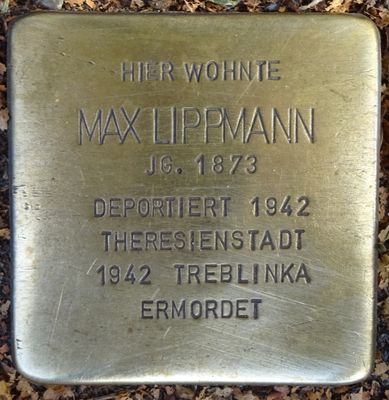 HIER WOHNTE
MAX LIPPMANN
JG. 1873
DEPORTIERT 1942
THERESIENSTADT
1942 TREBLINKA
ERMORDET